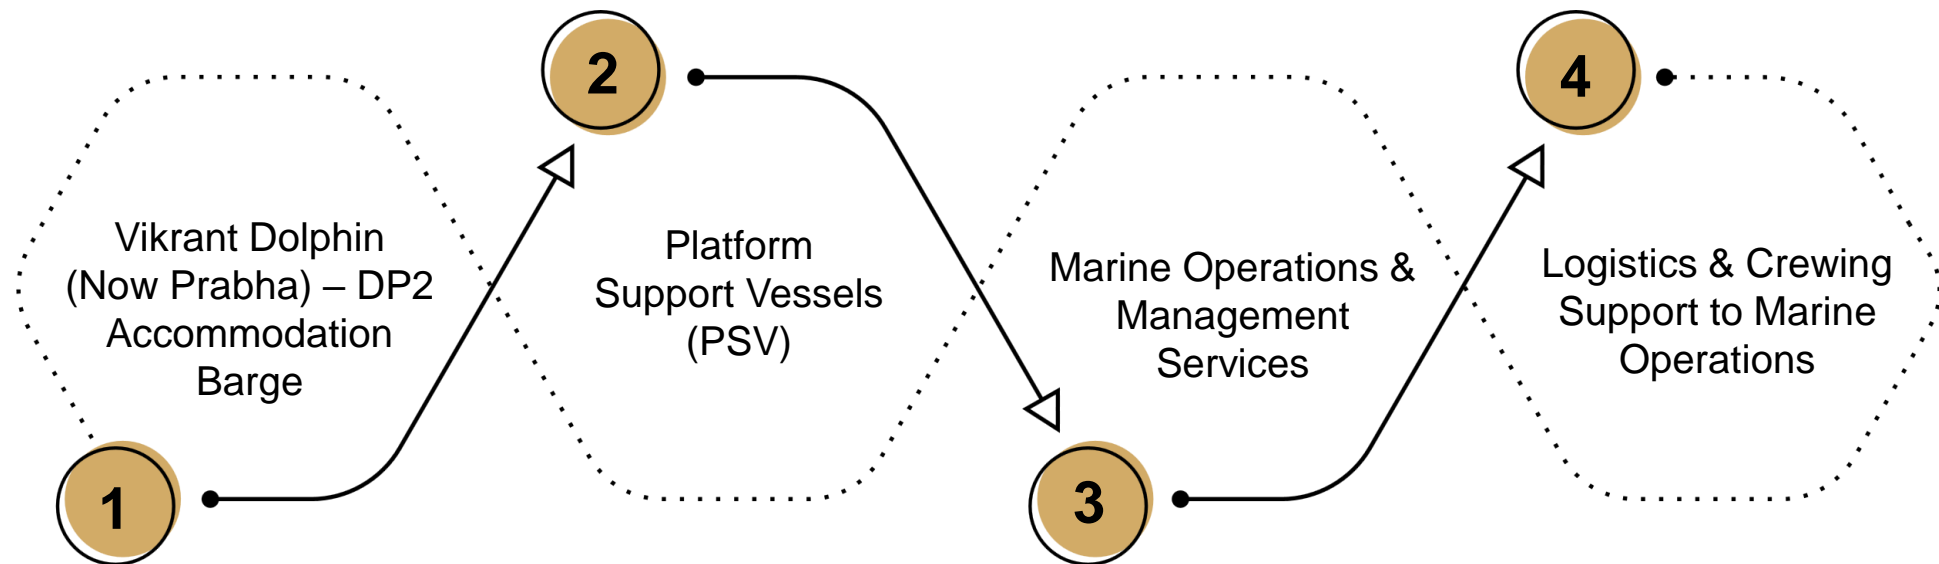 1
Vikrant Dolphin
(Now Prabha) – DP2
Accommodation
Barge
2
Platform
Support Vessels
(PSV)
3
Marine Operations &
Management
Services
4
Logistics & Crewing
Support to Marine
Operations